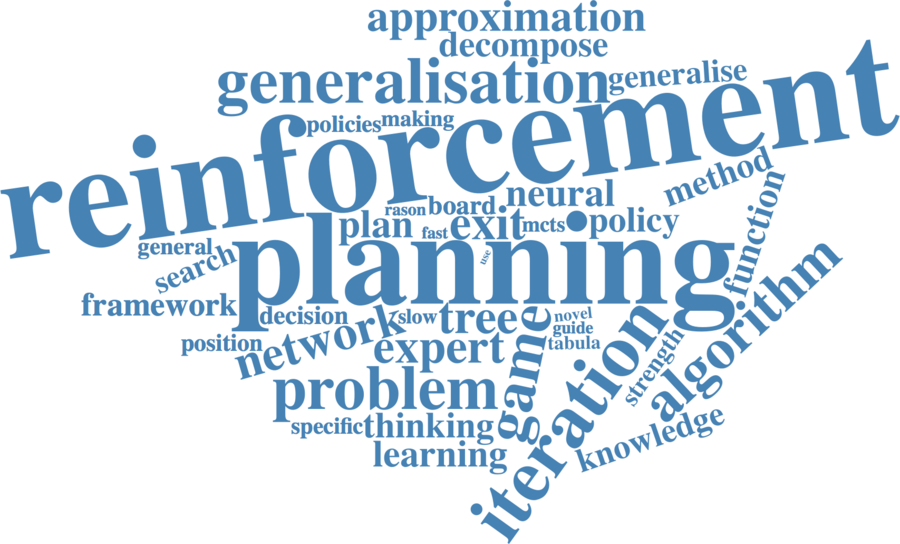 approximation
decompose
generalisation
generalise
reinforcement
policies
making
method
neural
rason
board
function
plan
fast
exit
mcts
policy
general
planning
use
search
algorithm
framework
decision
network
slow
tree
novel
guide
tabula
position
expert
game
iteration
strength
problem
specific
thinking
knowledge
learning